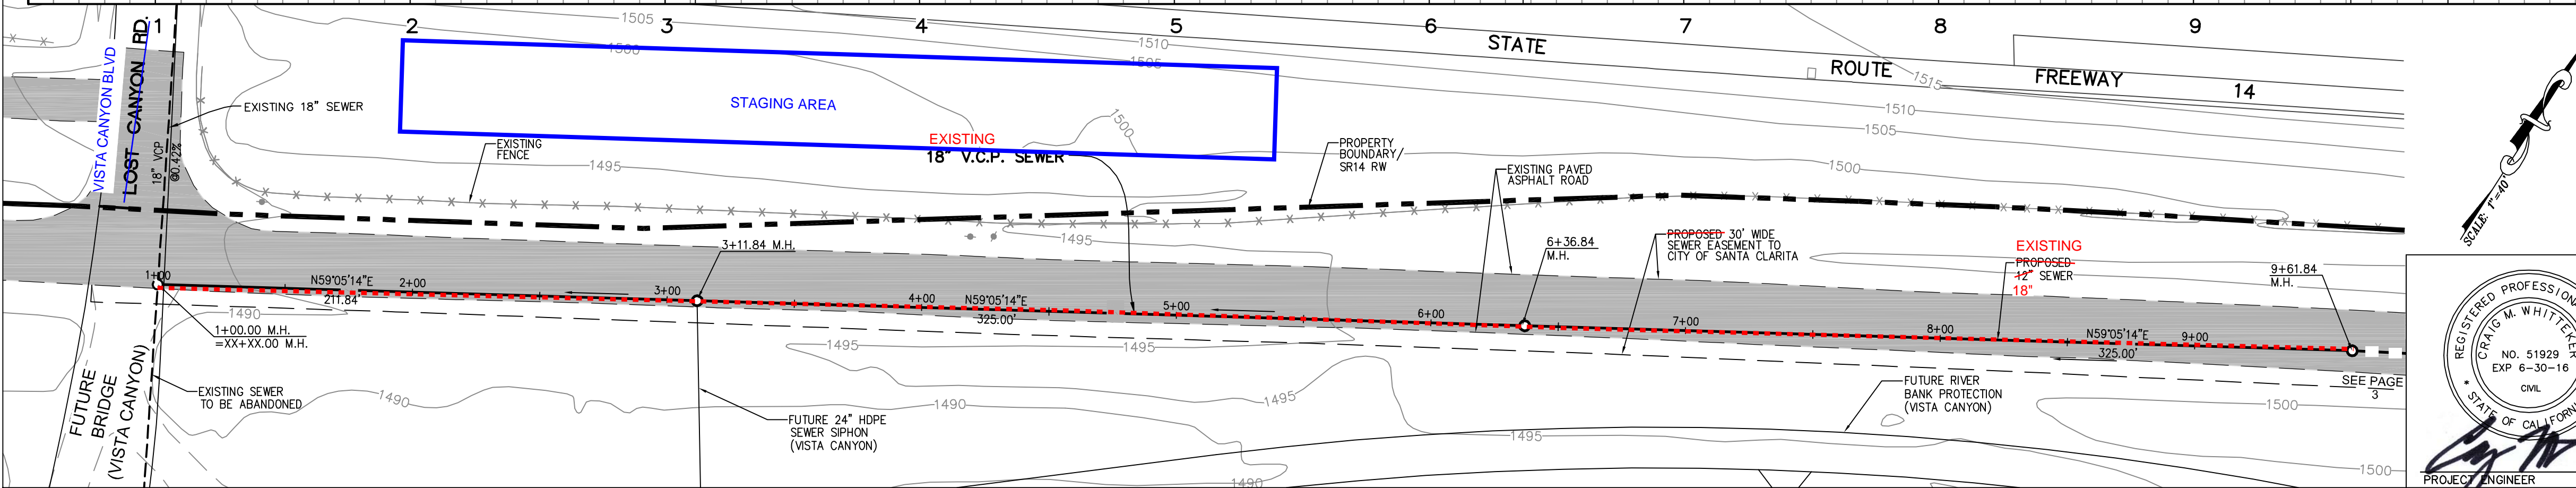 1
2
3
4
5
6
7
8
9
1505
1500
1510
1505
STATE
ROUTE
FREEWAY
14
1515
1510
1505
1500
VISTA CANYON BLVD
LOST CANYON RD.
18" VCP
@0.42%
EXISTING 18" SEWER
STAGING AREA
EXISTING
18" V.C.P. SEWER
1500
EXISTING
FENCE
1495
PROPERTY
BOUNDARY/
SR14 RW
EXISTING PAVED
ASPHALT ROAD
1495
3+11.84 M.H.
6+36.84
M.H.
PROPOSED 30' WIDE
SEWER EASEMENT TO
CITY OF SANTA CLARITA
EXISTING
PROPOSED
12" SEWER
18"
9+61.84
M.H.
1+00
N59°05'14"E
211.84'
2+00
3+00
4+00
N59°05'14"E
325.00'
5+00
6+00
7+00
8+00
N59°05'14"E
325.00'
9+00
1490
1+00.00 M.H.
=XX+XX.00 M.H.
1495
1495
EXISTING SEWER
TO BE ABANDONED
FUTURE
BRIDGE
(VISTA CANYON)
1490
FUTURE 24" HDPE
SEWER SIPHON
(VISTA CANYON)
1490
1495
1495
1490
FUTURE RIVER
BANK PROTECTION
(VISTA CANYON)
1500
1500
SEE PAGE
3
SCALE: 1"=40'
REGISTERED PROFESSION
CRAIG M. WHITTEKER
NO. 51929
EXP 6-30-16
CIVIL
* STATE OF CALIFORNI
PROJECT ENGINEER